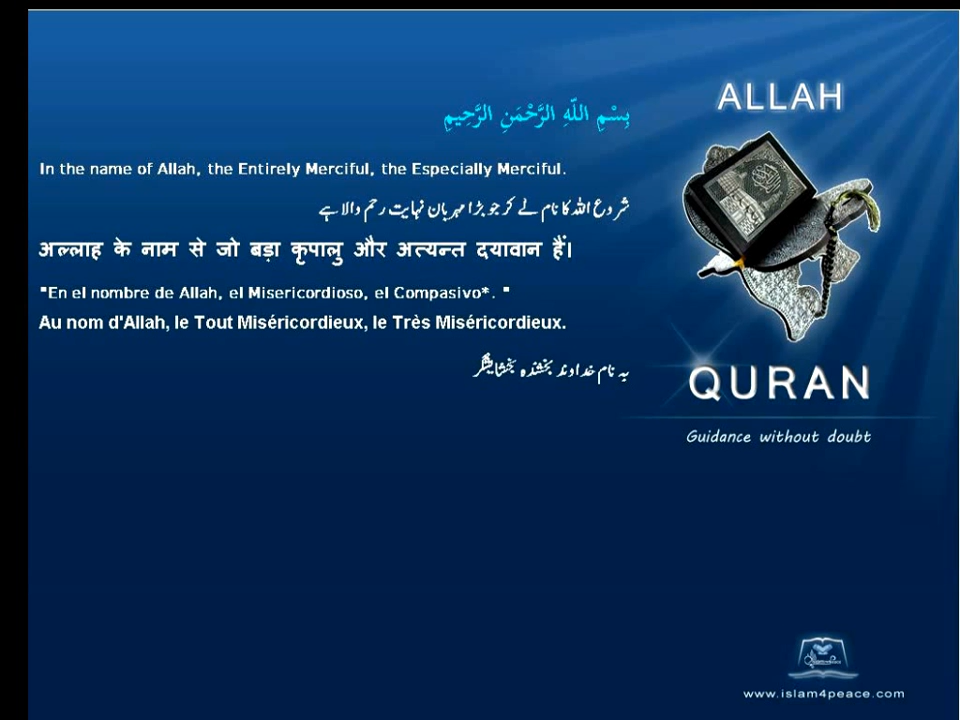 بِسْمِ اللّهِ الرَّحْمَنِ الرَّحِيمِ
In the name of Allah, the Entirely Merciful, the Especially Merciful.
شروع اللہ کا نام لے کر جو بڑا مہربان نہایت رحم والا ہے
अल्लाह के नाम से जो बड़ा कृपालु और अत्यन्त दयावान हैं।
"En el nombre de Allah, el Misericordioso, el Compasivo*. "
Au nom d'Allah, le Tout Miséricordieux, le Très Miséricordieux.
به نام خداوند بخشنده بخشایشگر
ALLAH
QURAN
Guidance without doubt
www.islam4peace.com